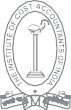 THE INSTITUTE OF COST ACCOUNTANTS OF INDIA